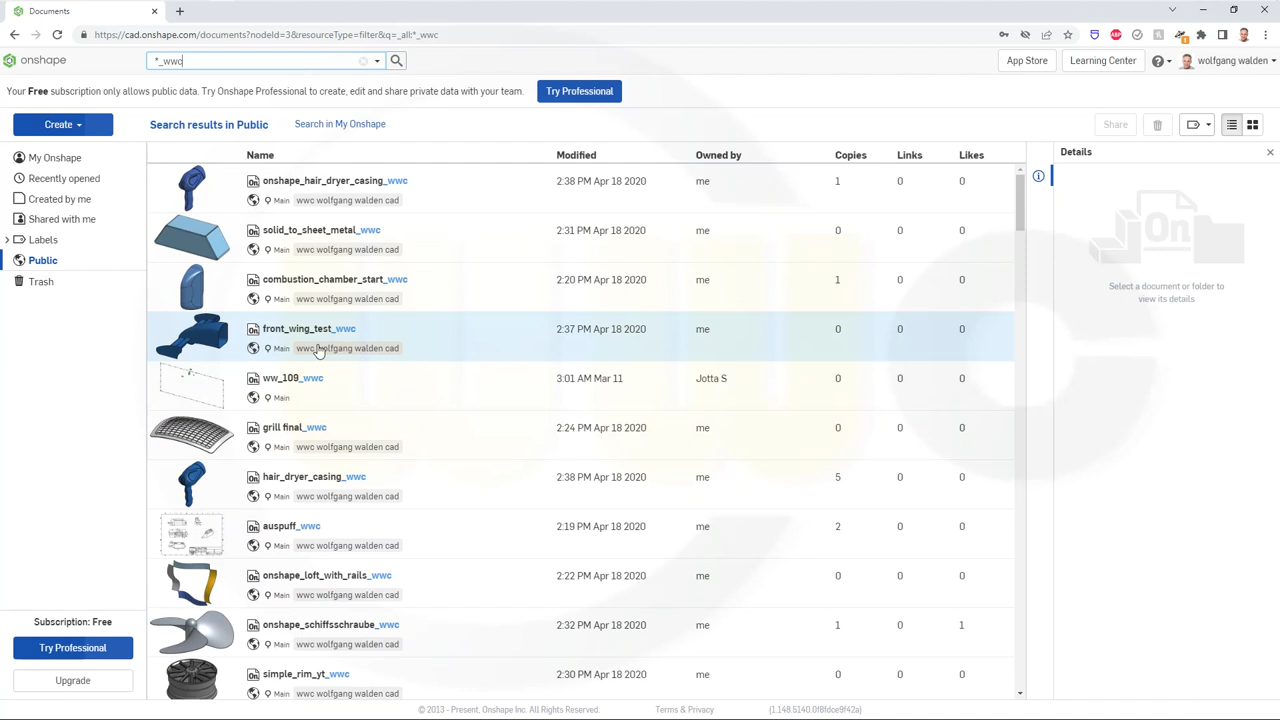 Documents
https://cad.onshape.com/documents?nodeId=3&resourceType=filter&q=_all:*_wwc
onshape
*_wwc
App Store
Learning Center
wolfgang walden
Your Free subscription only allows public data. Try Onshape Professional to create, edit and share private data with your team.
Try Professional
Create
Search results in Public
Search in My Onshape
Share
Details
My Onshape
Recently opened
Created by me
Shared with me
Labels
Public
Trash
Name Modified Owned by Copies Links Likes
onshape_hair_dryer_casing_wwc 2:38 PM Apr 18 2020 me 1 0 0
Main wwc wolfgang walden cad
solid_to_sheet_metal_wwc 2:31 PM Apr 18 2020 me 0 0 0
Main wwc wolfgang walden cad
combustion_chamber_start_wwc 2:20 PM Apr 18 2020 me 1 0 0
Main wwc wolfgang walden cad
front_wing_test_wwc 2:37 PM Apr 18 2020 me 0 0 0
Main wwc wolfgang walden cad
ww_109_wwc 3:01 AM Mar 11 Jotta S 0 0 0
Main
grill final_wwc 2:24 PM Apr 18 2020 me 0 0 0
Main wwc wolfgang walden cad
hair_dryer_casing_wwc 2:38 PM Apr 18 2020 me 5 0 0
Main wwc wolfgang walden cad
auspuff_wwc 2:19 PM Apr 18 2020 me 2 0 0
Main wwc wolfgang walden cad
onshape_loft_with_rails_wwc 2:22 PM Apr 18 2020 me 0 0 0
Main wwc wolfgang walden cad
onshape_schiffsschraube_wwc 2:32 PM Apr 18 2020 me 1 0 1
Main wwc wolfgang walden cad
simple_rim_yt_wwc 2:30 PM Apr 18 2020 me 0 0 0
Main wwc wolfgang walden cad
On
Select a document or folder to
view its details
Subscription: Free
Try Professional
Upgrade
© 2013 - Present, Onshape Inc. All Rights Reserved. Terms & Privacy (1.148.5140.0f8fdce9f42a)